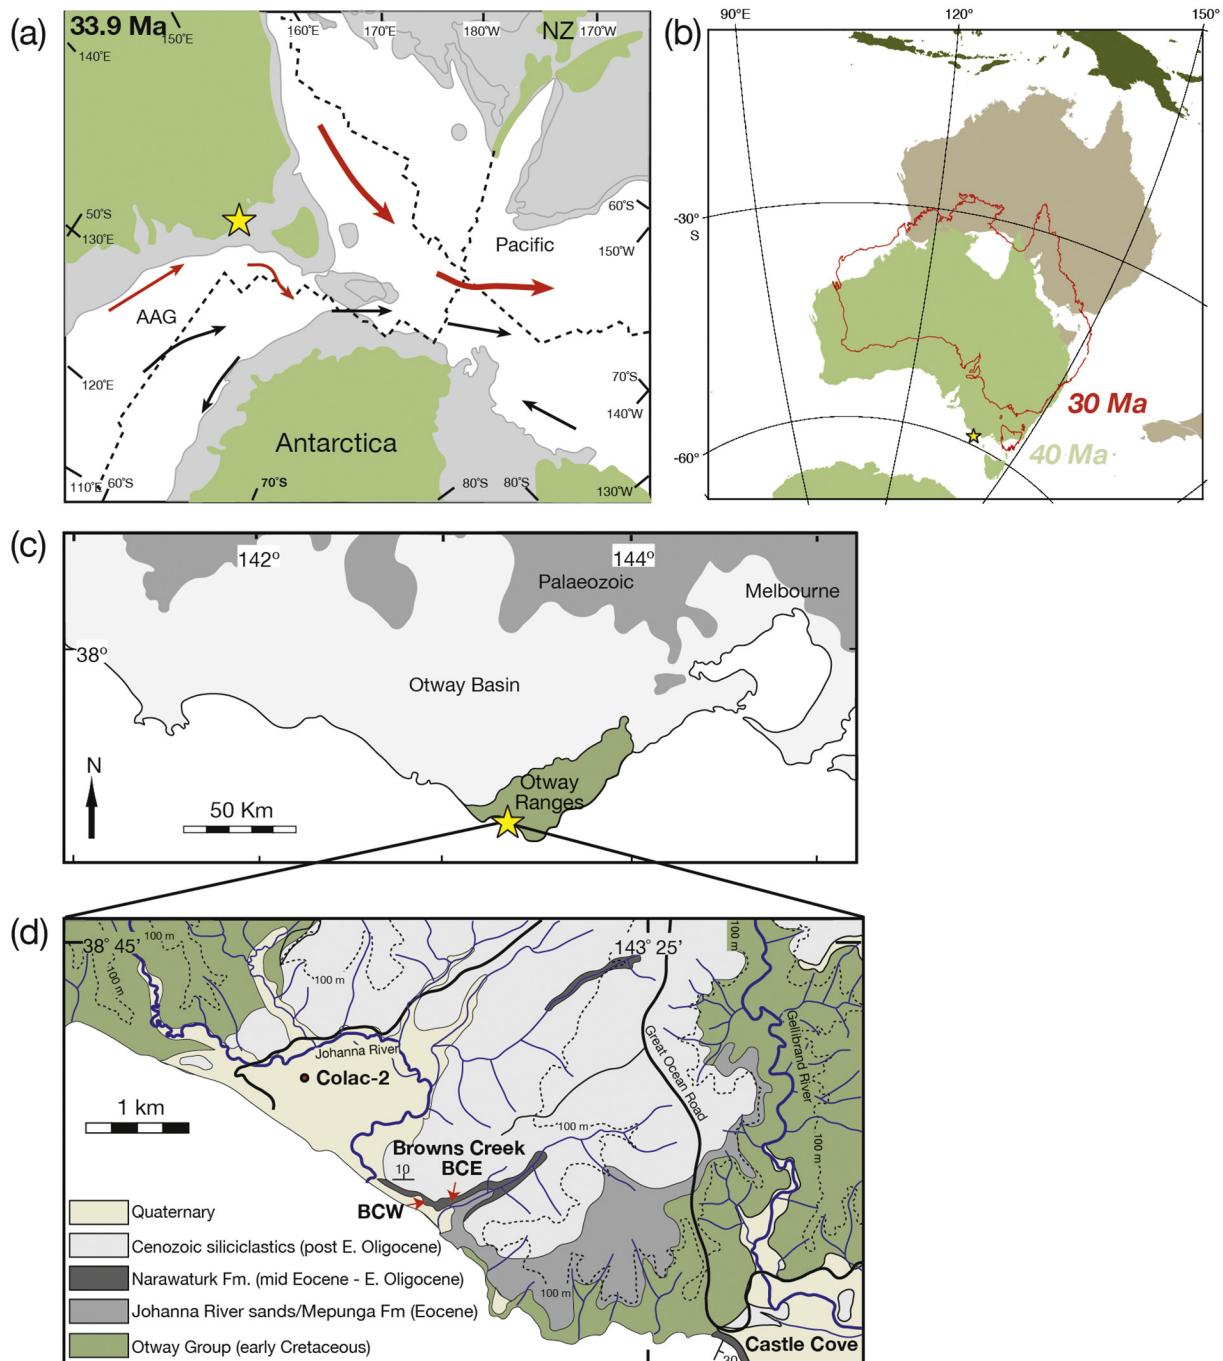 (a)
33.9 Ma
150°E
160°E
170°E
180°W
NZ
170°W
140°E
50°S
130°E
60°S
150°W
Pacific
AAG
120°E
70°S
140°W
Antarctica
110°E
60°S
70°S
80°S
80°S
130°W
(b)
90°E
120°
150°
-30°
S
-60°
30 Ma
40 Ma
(c)
142°
144°
Palaeozoic
Melbourne
38°
Otway Basin
N
50 Km
Otway
Ranges
(d)
38° 45'
100 m
100 m
100 m
143° 25'
100 m
Johanna River
Colac-2
Great Ocean Road
Gellibrand River
1 km
100 m
100 m
Browns Creek
BCE
10
BCW
100 m
Quaternary
Cenozoic siliciclastics (post E. Oligocene)
Narawaturk Fm. (mid Eocene - E. Oligocene)
Johanna River sands/Mepunga Fm (Eocene)
Otway Group (early Cretaceous)
Castle Cove
30